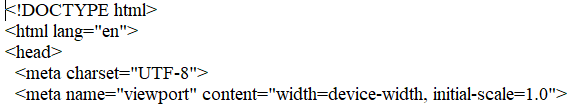 <!DOCTYPE html>
<html lang="en">
<head>
  <meta charset="UTF-8">
  <meta name="viewport" content="width=device-width, initial-scale=1.0">